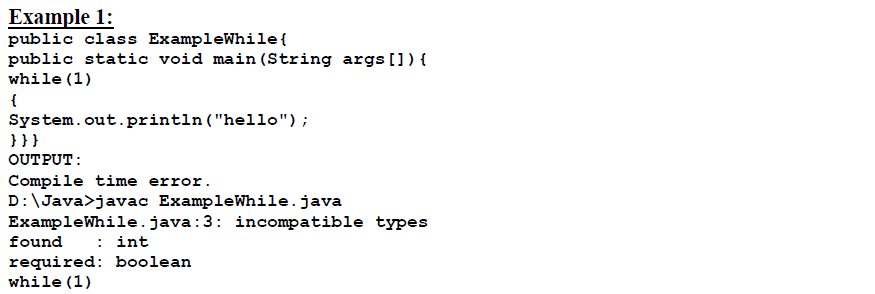 Example 1:
public class ExampleWhile{
public static void main(String args[]){
while(1)
{
System.out.println("hello");
}}}
OUTPUT:
Compile time error.
D:\Java>javac ExampleWhile.java
ExampleWhile.java:3: incompatible types
found   : int
required: boolean
while(1)